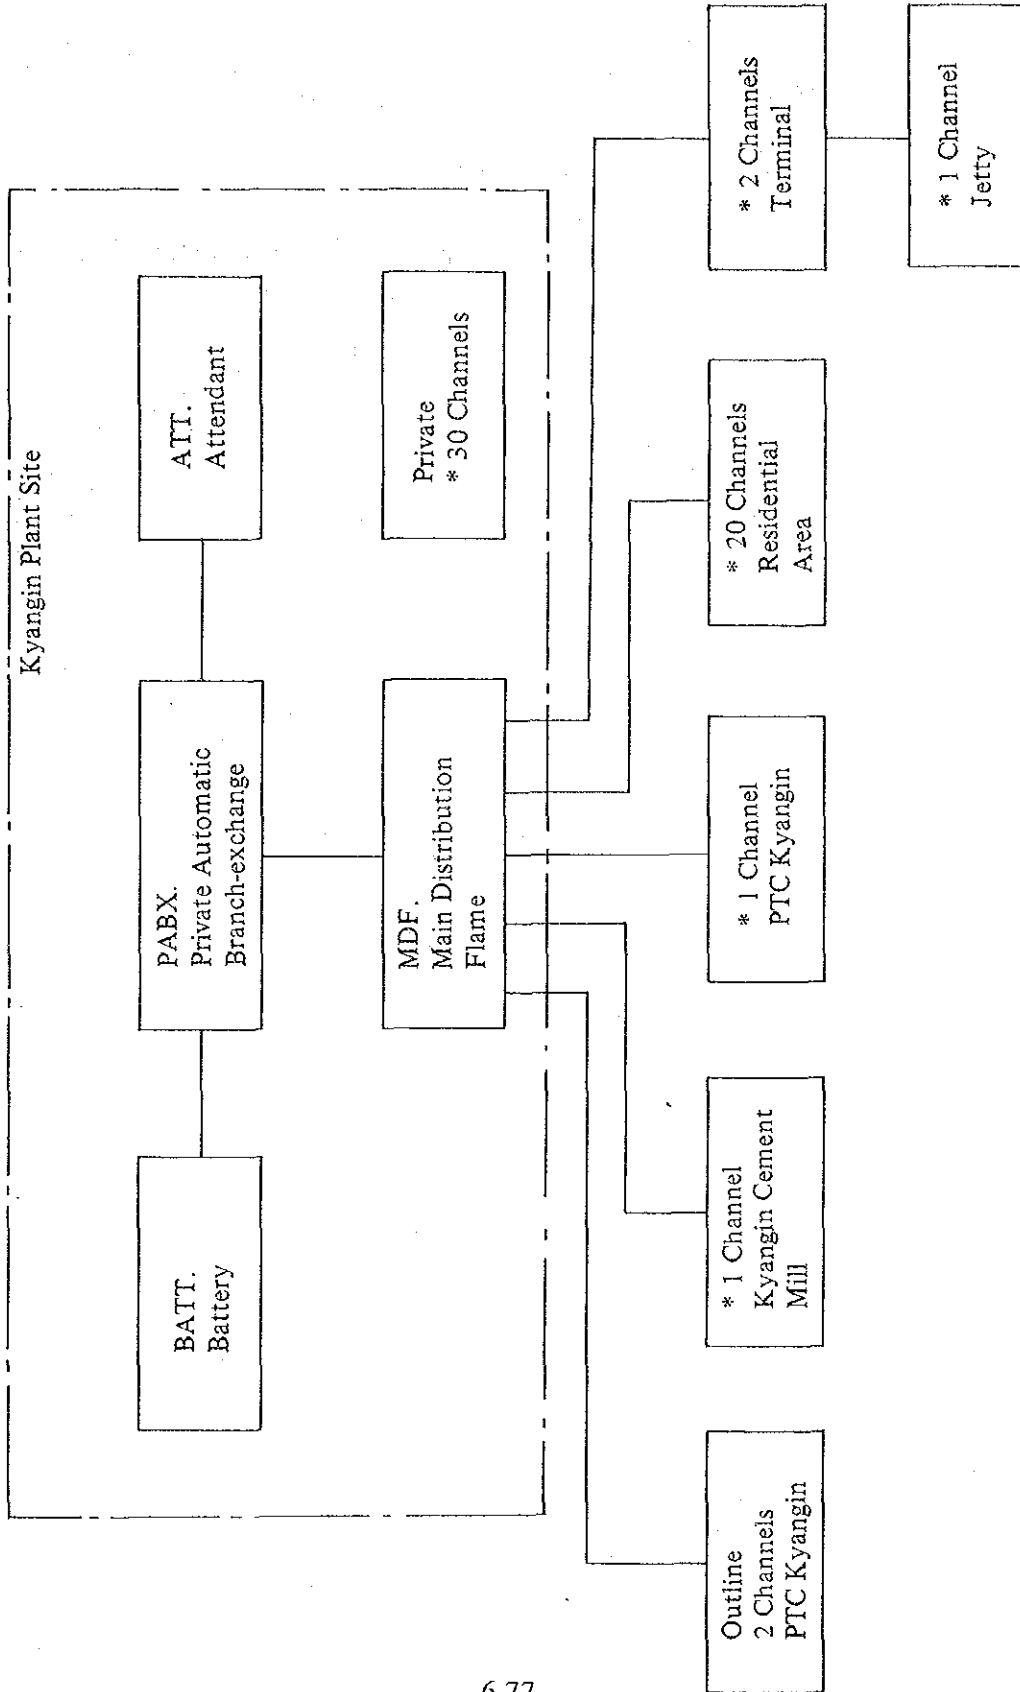 Kyangin Plant Site
BATT.
Battery
PABX.
Private Automatic
Branch-exchange
ATT.
Attendant
MDF.
Main Distribution
Flame
Private
* 30 Channels
Outline
2 Channels
PTC Kyangin
* 1 Channel
Kyangin Cement
Mill
* 1 Channel
PTC Kyangin
* 20 Channels
Residential
Area
* 2 Channels
Terminal
* 1 Channel
Jetty
6-77